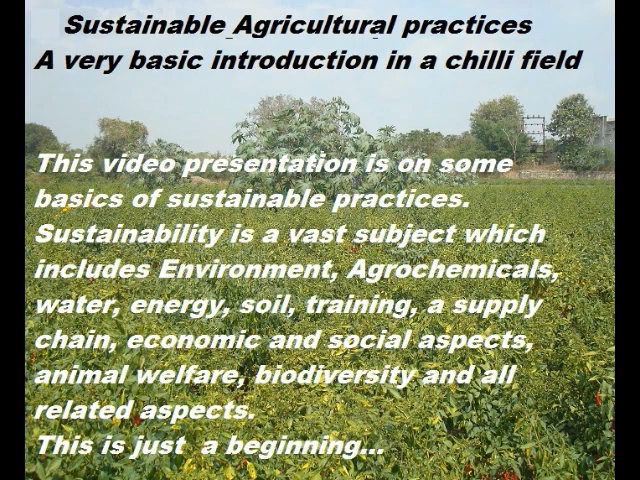 Sustainable Agricultural practices
A very basic introduction in a chilli field
This video presentation is on some
basics of sustainable practices.
Sustainability is a vast subject which
includes Environment, Agrochemicals,
water, energy, soil, training, a supply
chain, economic and social aspects,
animal welfare, biodiversity and all
related aspects.
This is just  a beginning...